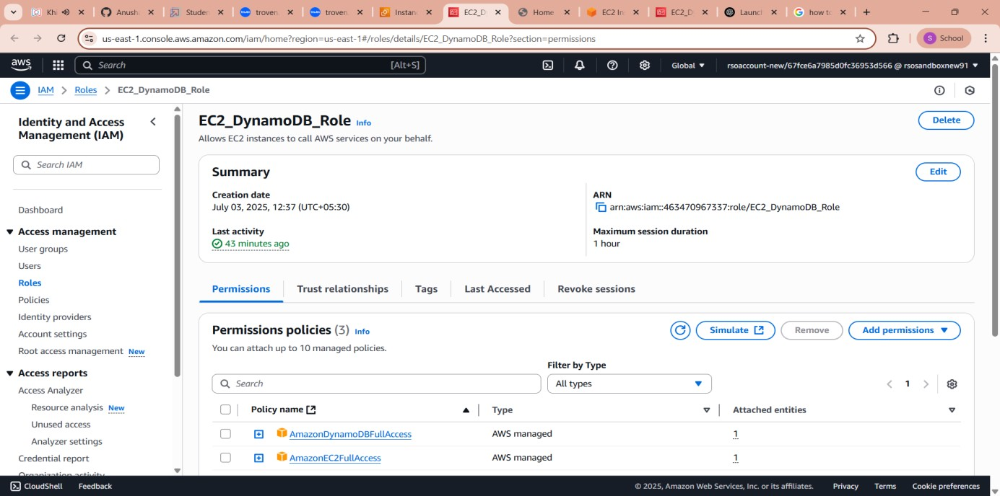 Khi
Anush
Studen
troven
troven
Instanc
EC2_D
Home
EC2 In
EC2_D
Launc
how to
us-east-1.console.aws.amazon.com/iam/home?region=us-east-1#/roles/details/EC2_DynamoDB_Role?section=permissions
S School
aws
Search [Alt+S]
Global
rsoaccount-new/67fce6a7985d0fc36953d566 @ rsosandboxnew91
IAM > Roles > EC2_DynamoDB_Role
Identity and Access
Management (IAM)
Search IAM
Dashboard
Access management
User groups
Users
Roles
Policies
Identity providers
Account settings
Root access management New
Access reports
Access Analyzer
Resource analysis New
Unused access
Analyzer settings
Credential report
Organization activity
EC2_DynamoDB_Role Info
Allows EC2 instances to call AWS services on your behalf.
Delete
Summary
Edit
Creation date
July 03, 2025, 12:37 (UTC+05:30)
ARN
arn:aws:iam::463470967337:role/EC2_DynamoDB_Role
Last activity
43 minutes ago
Maximum session duration
1 hour
Permissions
Trust relationships
Tags
Last Accessed
Revoke sessions
Permissions policies (3) Info
You can attach up to 10 managed policies.
Simulate
Remove
Add permissions
Filter by Type
Search
All types
1
Policy name
Type
Attached entities
AmazonDynamoDBFullAccess AWS managed 1
AmazonEC2FullAccess AWS managed 1
CloudShell
Feedback
© 2025, Amazon Web Services, Inc. or its affiliates.
Privacy
Terms
Cookie preferences